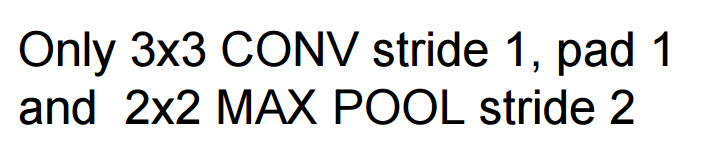 Only 3x3 CONV stride 1, pad 1
and  2x2 MAX POOL stride 2